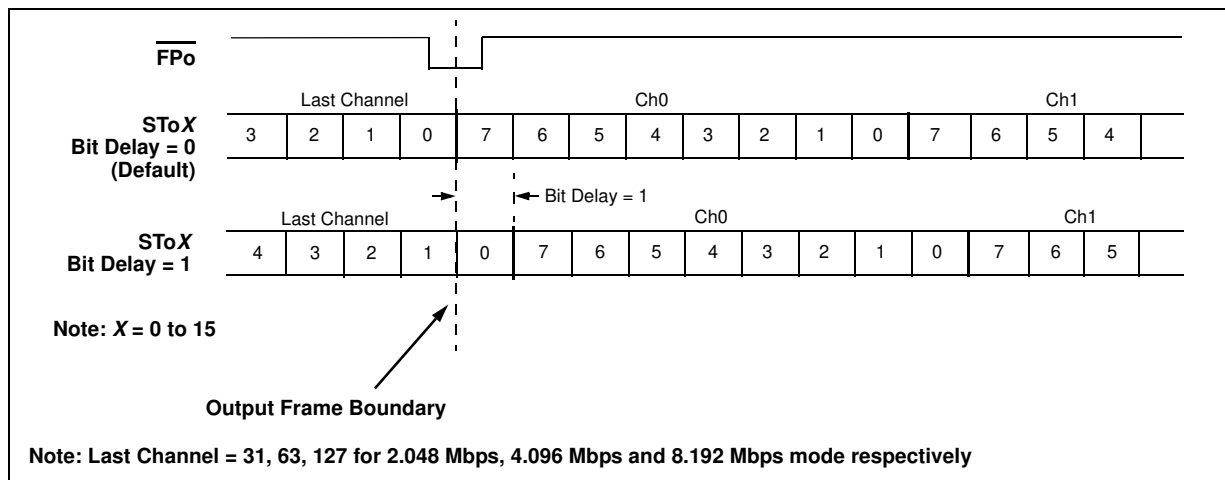 FPo
Last Channel Ch0 Ch1
SToX
Bit Delay = 0
(Default)
3 2 1 0 7 6 5 4 3 2 1 0 7 6 5 4
Bit Delay = 1
Last Channel Ch0 Ch1
SToX
Bit Delay = 1
4 3 2 1 0 7 6 5 4 3 2 1 0 7 6 5
Note: X = 0 to 15
Output Frame Boundary
Note: Last Channel = 31, 63, 127 for 2.048 Mbps, 4.096 Mbps and 8.192 Mbps mode respectively